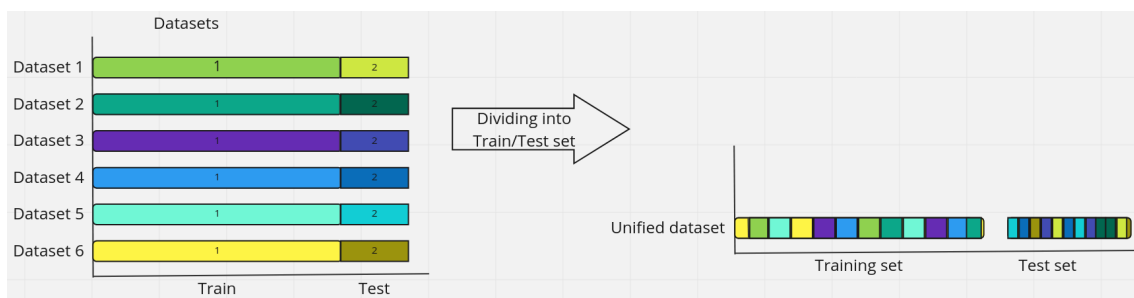 Datasets
Dataset 1 1 2
Dataset 2 1 2
Dataset 3 1 2
Dataset 4 1 2
Dataset 5 1 2
Dataset 6 1 2
Train Test
Dividing into
Train/Test set
Unified dataset
Training set Test set